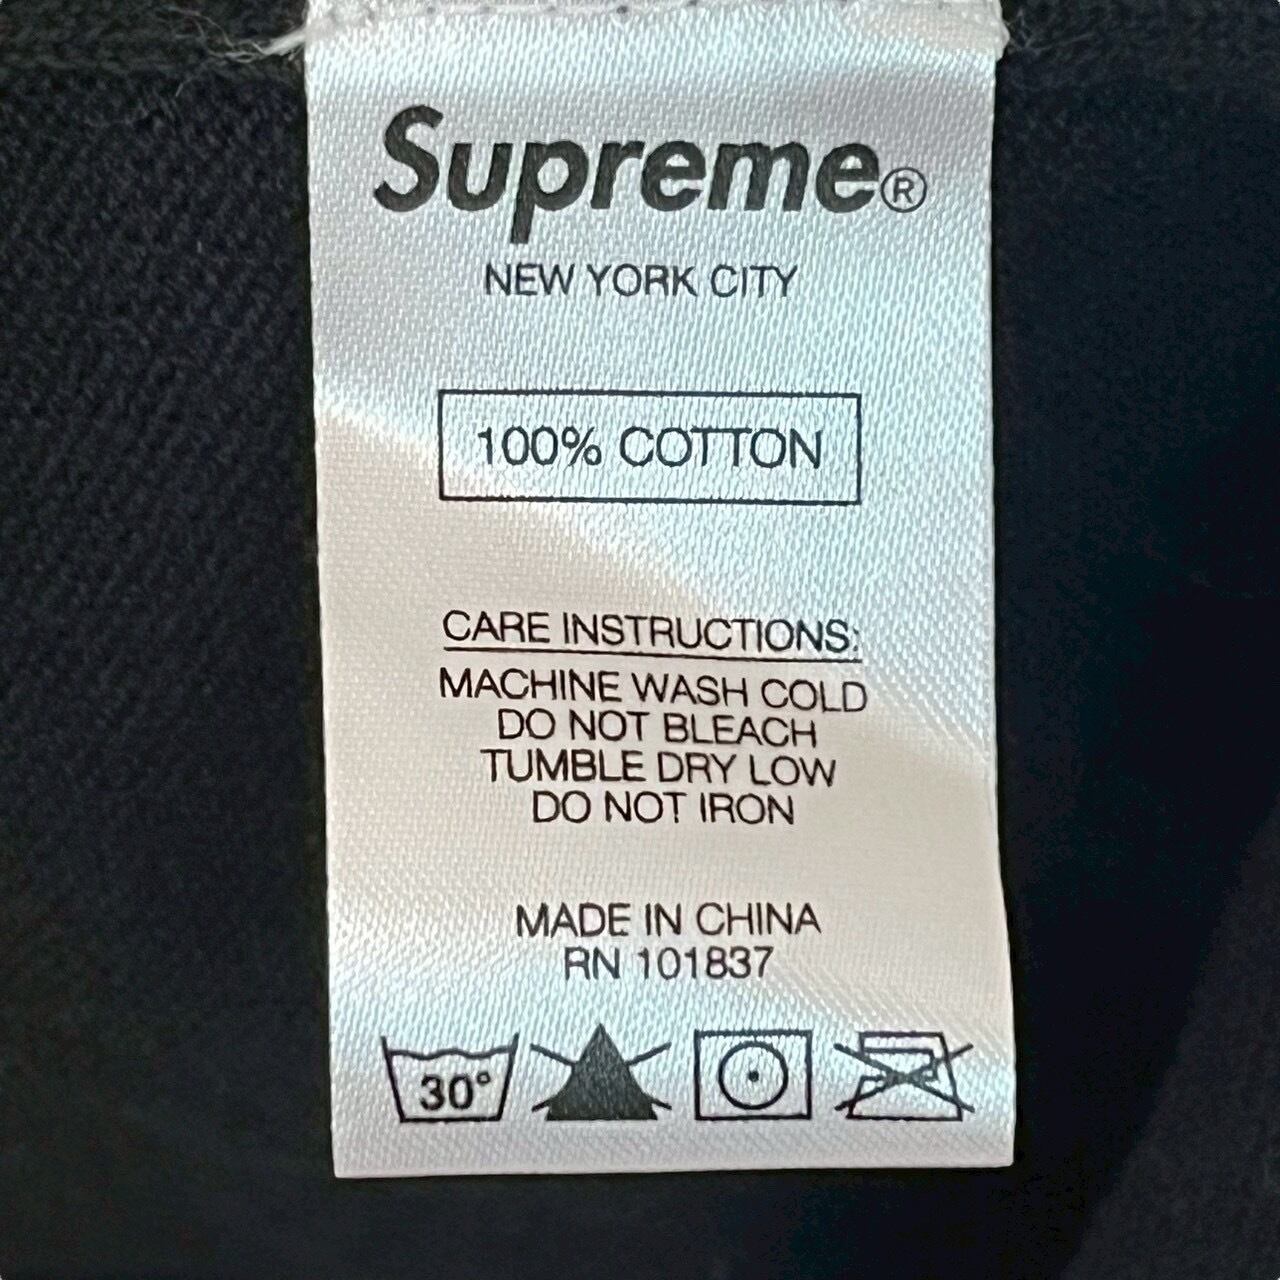 Supreme®
NEW YORK CITY
100% COTTON
CARE INSTRUCTIONS:
MACHINE WASH COLD
DO NOT BLEACH
TUMBLE DRY LOW
DO NOT IRON
MADE IN CHINA
RN 101837
30°